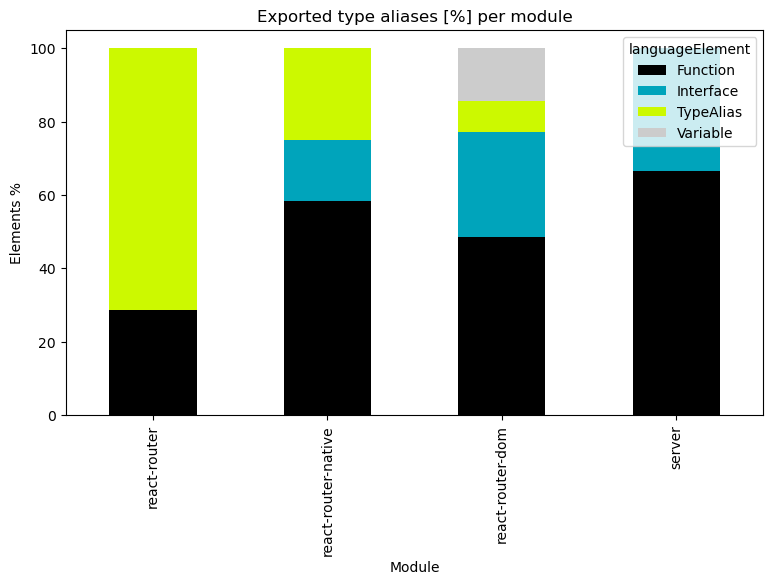 Exported type aliases [%] per module
languageElement
Function
Interface
TypeAlias
Variable
Elements %
100
80
60
40
20
0
react-router
react-router-native
react-router-dom
server
Module